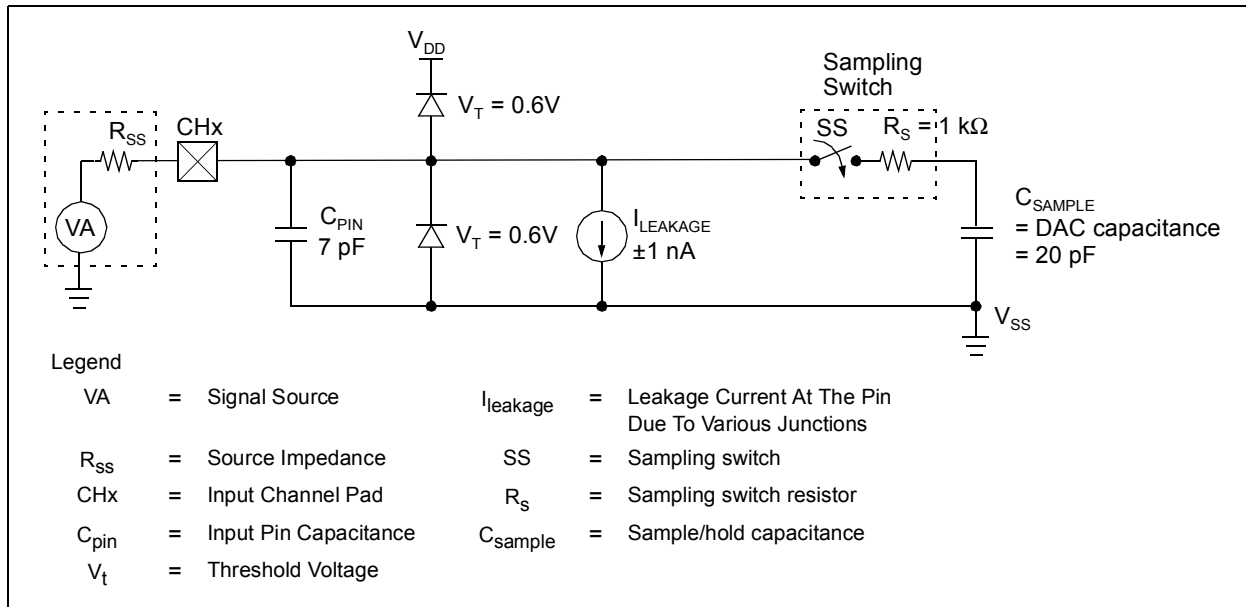 V_DD
Sampling
Switch
V_T = 0.6V
R_SS
CHx
SS
R_S = 1 kΩ
VA
C_PIN
7 pF
V_T = 0.6V
I_LEAKAGE
±1 nA
C_SAMPLE
= DAC capacitance
= 20 pF
V_SS
Legend
VA = Signal Source
I_leakage = Leakage Current At The Pin
Due To Various Junctions
R_ss = Source Impedance
SS = Sampling switch
CHx = Input Channel Pad
R_s = Sampling switch resistor
C_pin = Input Pin Capacitance
C_sample = Sample/hold capacitance
V_t = Threshold Voltage